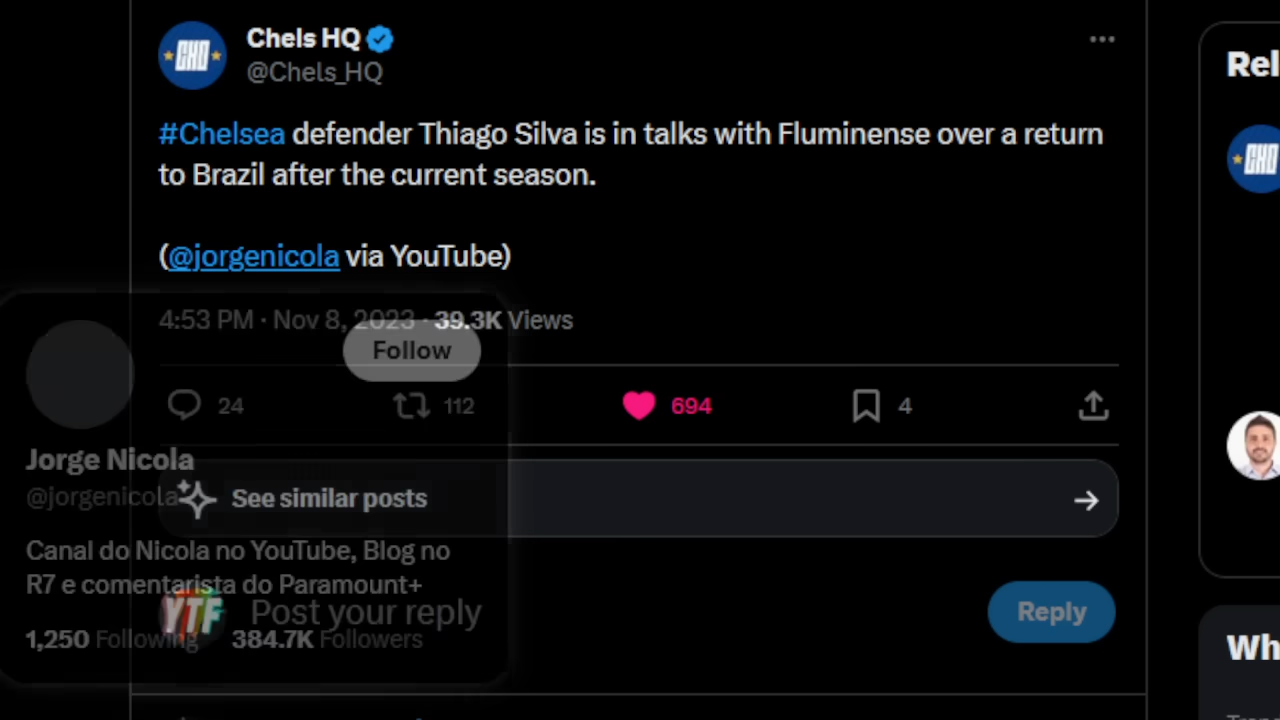 CHQ
Chels HQ
@Chels_HQ
#Chelsea defender Thiago Silva is in talks with Fluminense over a return
to Brazil after the current season.
(@jorgenicola via YouTube)
4:53 PM · Nov 8, 2023 · 39.3K Views
Follow
24
112
694
4
Jorge Nicola
@jorgenicola
See similar posts
Canal do Nicola no YouTube, Blog no
R7 e comentarista do Paramount+
YTF
Post your reply
Reply
1,250 Following
384.7K Followers
Rel
CHQ
Wh